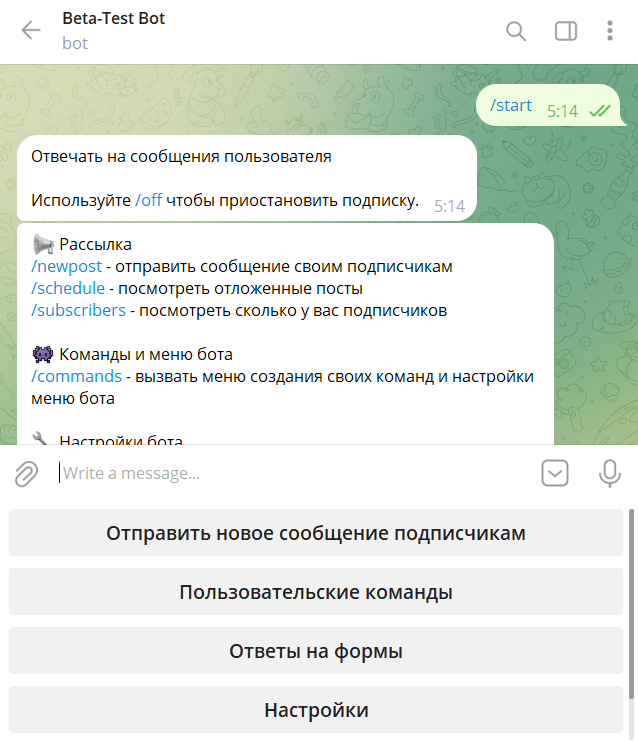 Beta-Test Bot
bot
/start 5:14
Отвечать на сообщения пользователя
Используйте /off чтобы приостановить подписку. 5:14
Рассылка
/newpost - отправить сообщение своим подписчикам
/schedule - посмотреть отложенные посты
/subscribers - посмотреть сколько у вас подписчиков
Команды и меню бота
/commands - вызвать меню создания своих команд и настройки
меню бота
Настройки бота
Write a message...
Отправить новое сообщение подписчикам
Пользовательские команды
Ответы на формы
Настройки